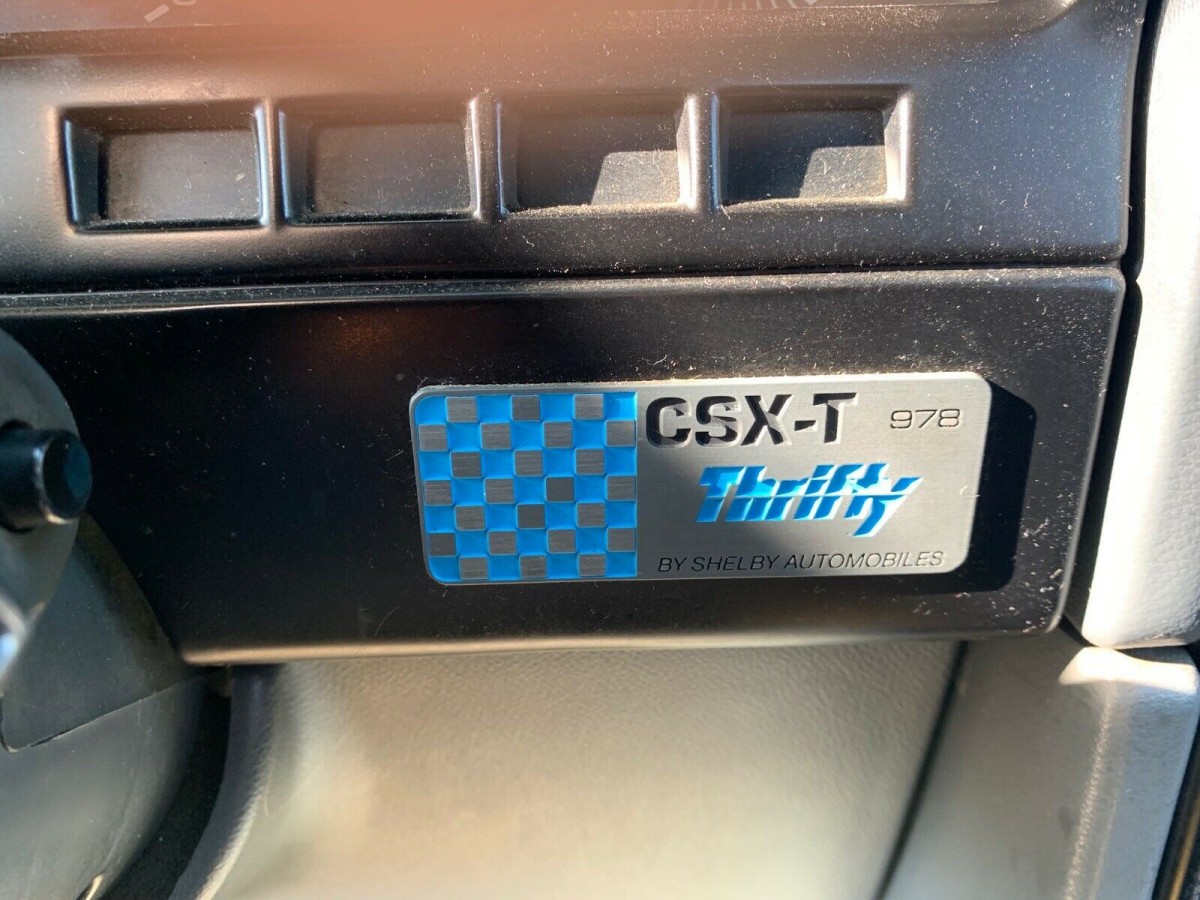 CSX-T 978
Thrifty
BY SHELBY AUTOMOBILES